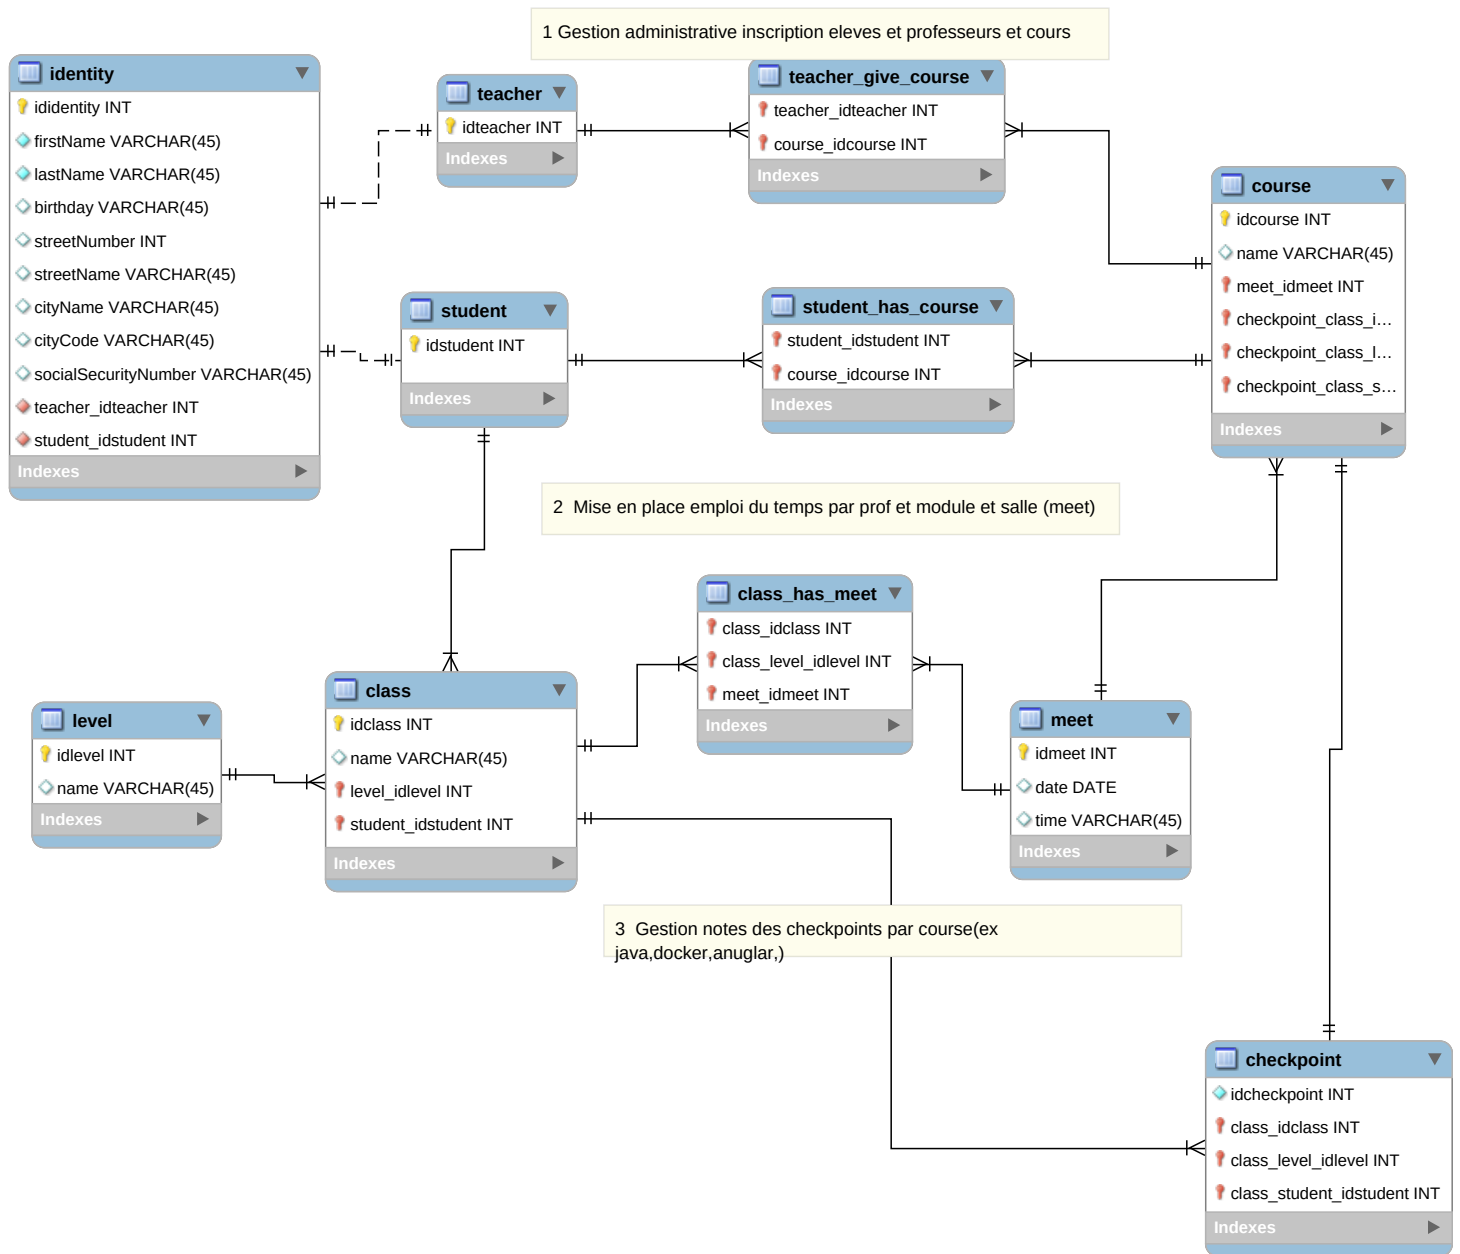 1 Gestion administrative inscription eleves et professeurs et cours
identity
ididentity INT
firstName VARCHAR(45)
lastName VARCHAR(45)
birthday VARCHAR(45)
streetNumber INT
streetName VARCHAR(45)
cityName VARCHAR(45)
cityCode VARCHAR(45)
socialSecurityNumber VARCHAR(45)
teacher_idteacher INT
student_idstudent INT
Indexes
teacher
idteacher INT
Indexes
teacher_give_course
teacher_idteacher INT
course_idcourse INT
Indexes
course
idcourse INT
name VARCHAR(45)
meet_idmeet INT
checkpoint_class_i…
checkpoint_class_l…
checkpoint_class_s…
Indexes
student
idstudent INT
Indexes
student_has_course
student_idstudent INT
course_idcourse INT
Indexes
2  Mise en place emploi du temps par prof et module et salle (meet)
class_has_meet
class_idclass INT
class_level_idlevel INT
meet_idmeet INT
Indexes
level
idlevel INT
name VARCHAR(45)
Indexes
class
idclass INT
name VARCHAR(45)
level_idlevel INT
student_idstudent INT
Indexes
meet
idmeet INT
date DATE
time VARCHAR(45)
Indexes
3  Gestion notes des checkpoints par course(ex
java,docker,anuglar,)
checkpoint
idcheckpoint INT
class_idclass INT
class_level_idlevel INT
class_student_idstudent INT
Indexes